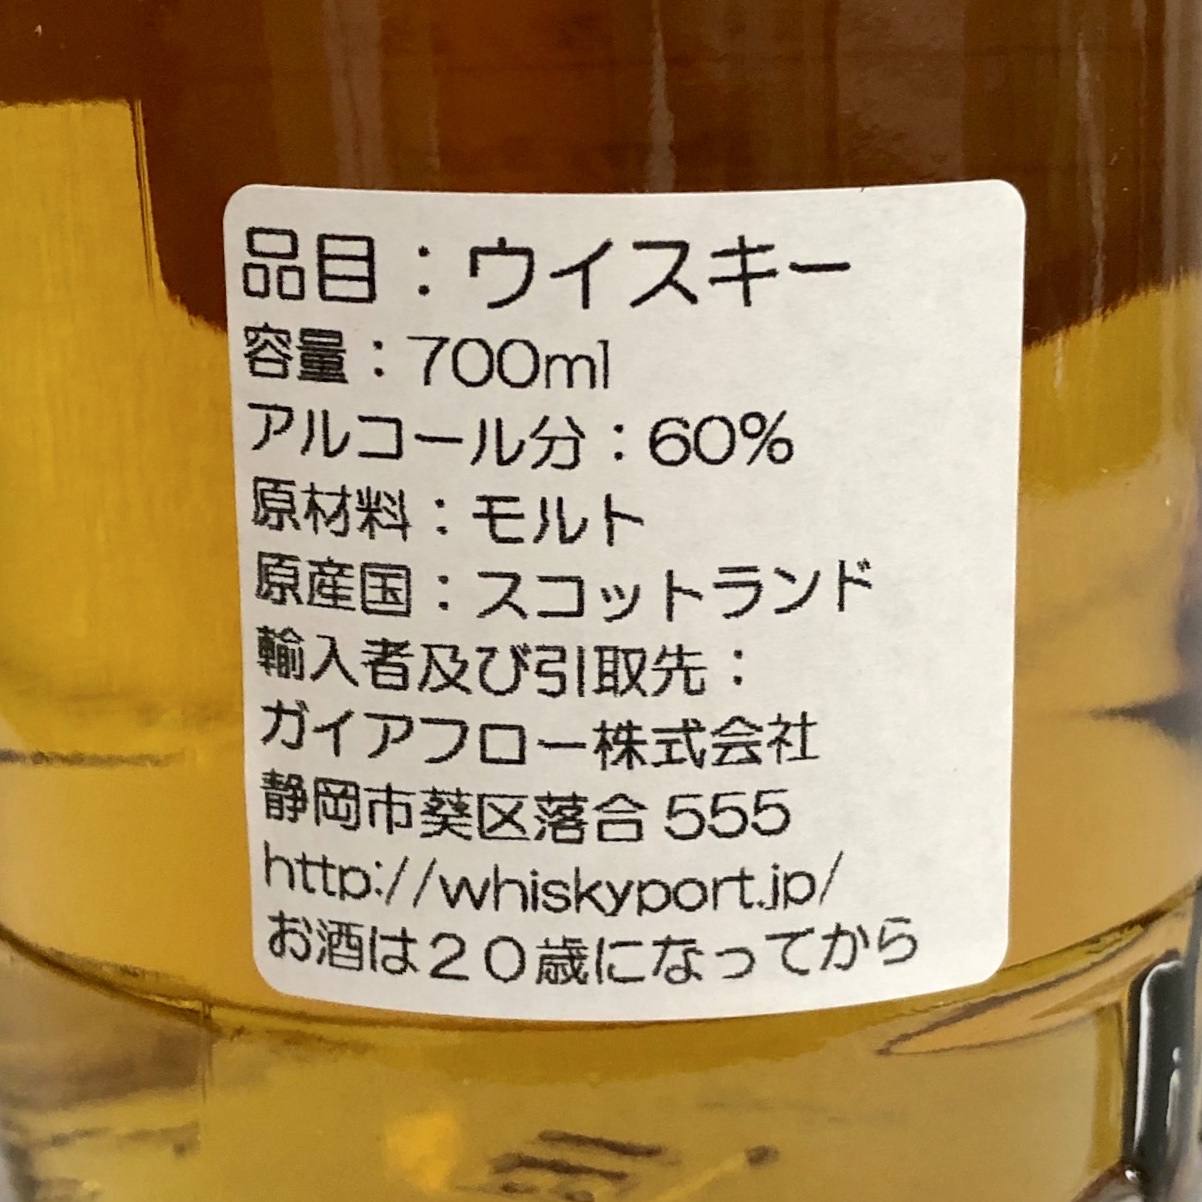 品目：ウイスキー
容量：700ml
アルコール分：60%
原材料：モルト
原産国：スコットランド
輸入者及び引取先：
ガイアフロー株式会社
静岡市葵区落合 555
http://whiskyport.jp/
お酒は２０歳になってから